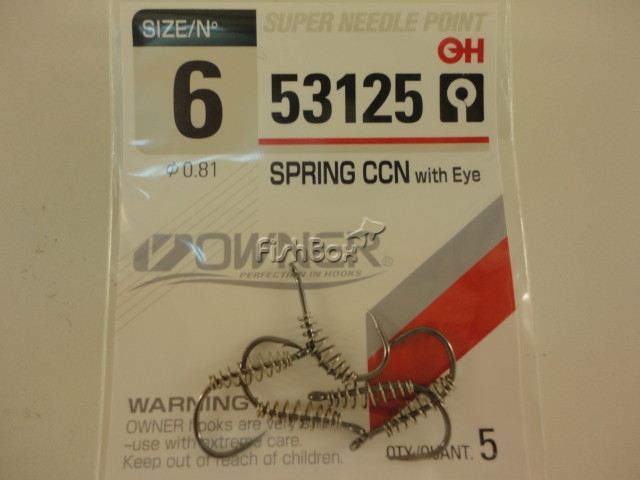 SIZE/Nº
SUPER NEEDLE POINT
6
OH
53125
φ0.81
SPRING CCN with Eye
OWNER®
FishBox
PERFECTION IN HOOKS
WARNING
OWNER hooks are very
-use with extreme care.
Keep out of reach of children.
QTY/QUANT. 5